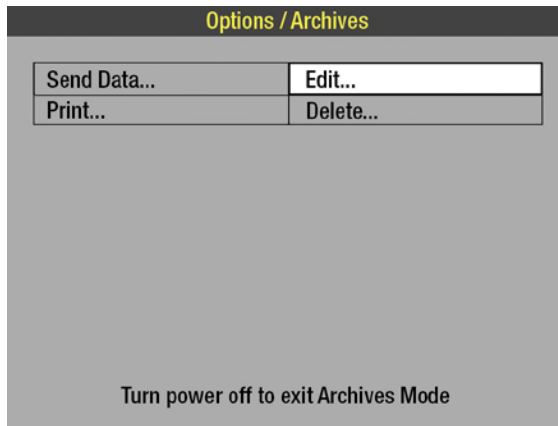 Options / Archives
Send Data... Edit...
Print... Delete...
Turn power off to exit Archives Mode